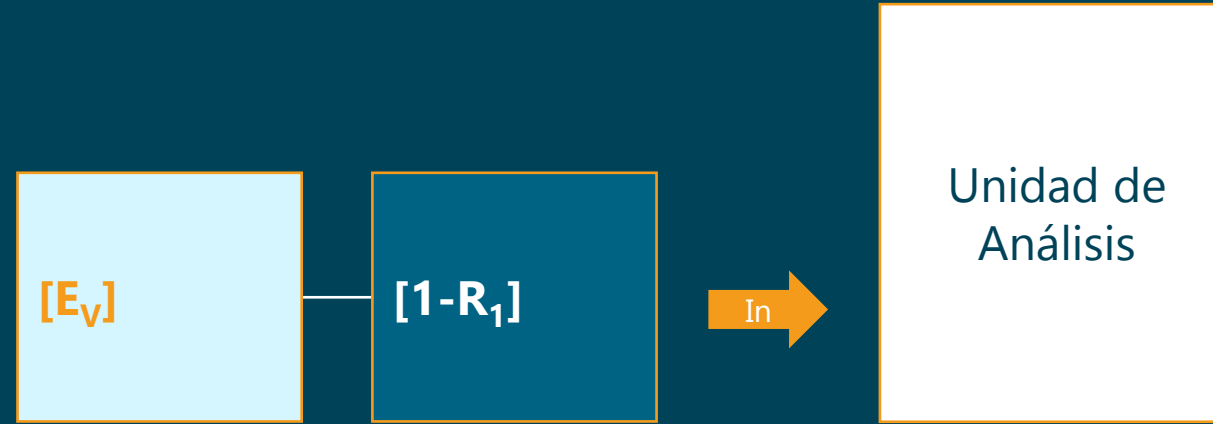 [E_V]
[1-R_1]
In
Unidad de
Análisis